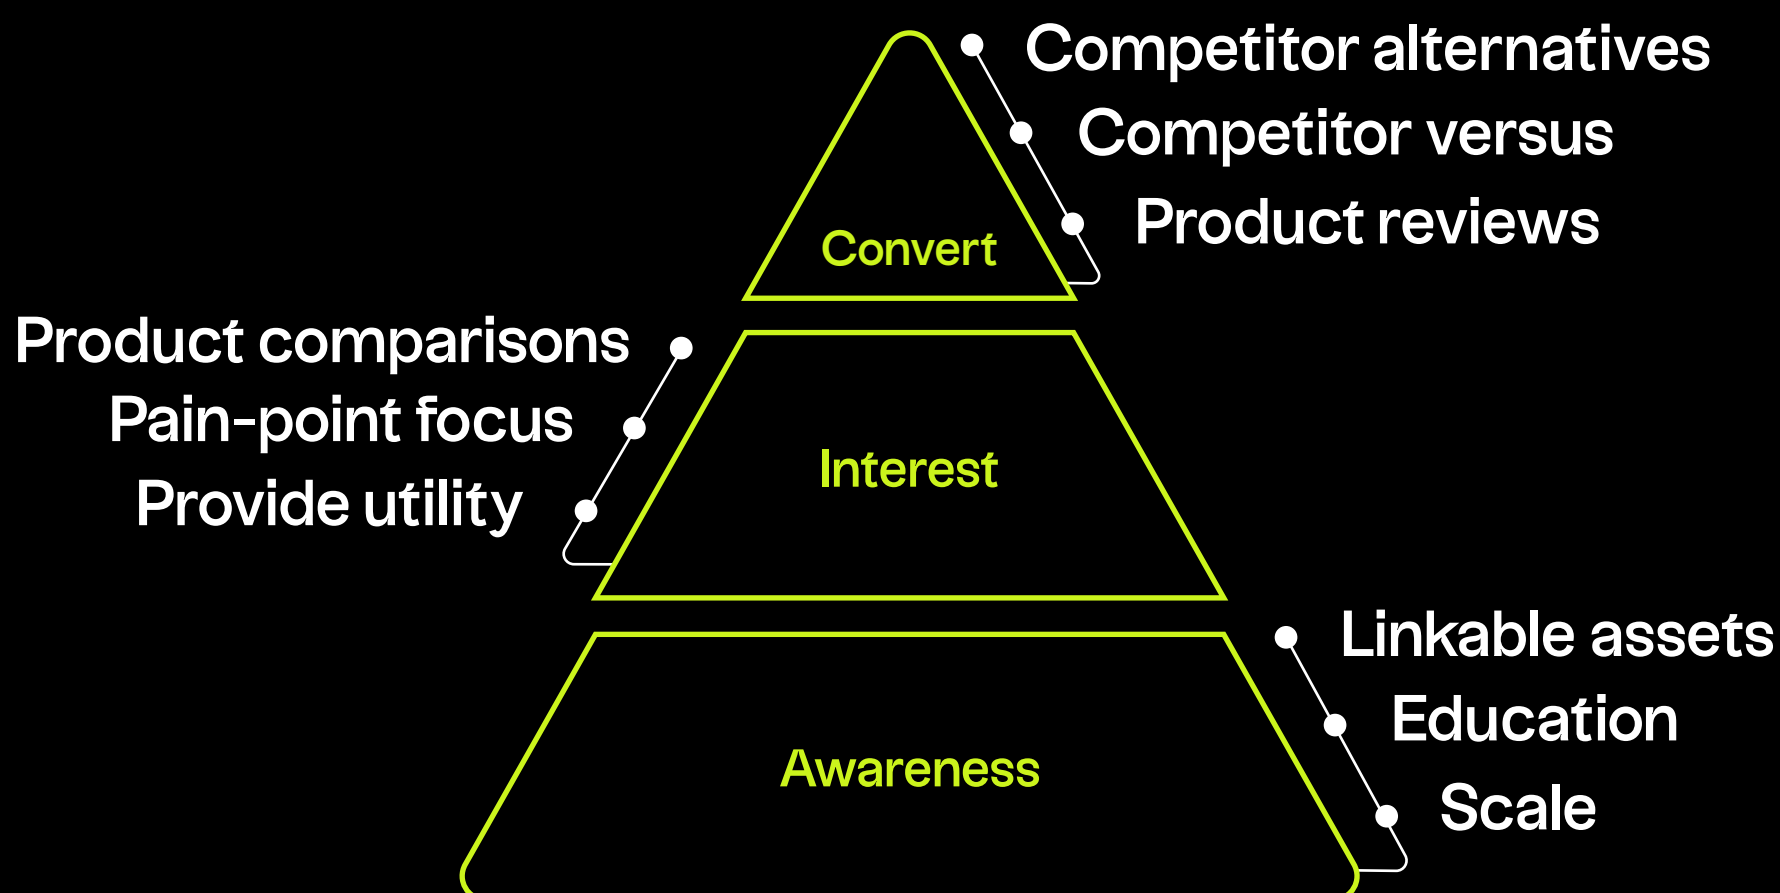 Competitor alternatives
Competitor versus
Product reviews
Convert
Product comparisons
Pain-point focus
Provide utility
Interest
Linkable assets
Education
Scale
Awareness